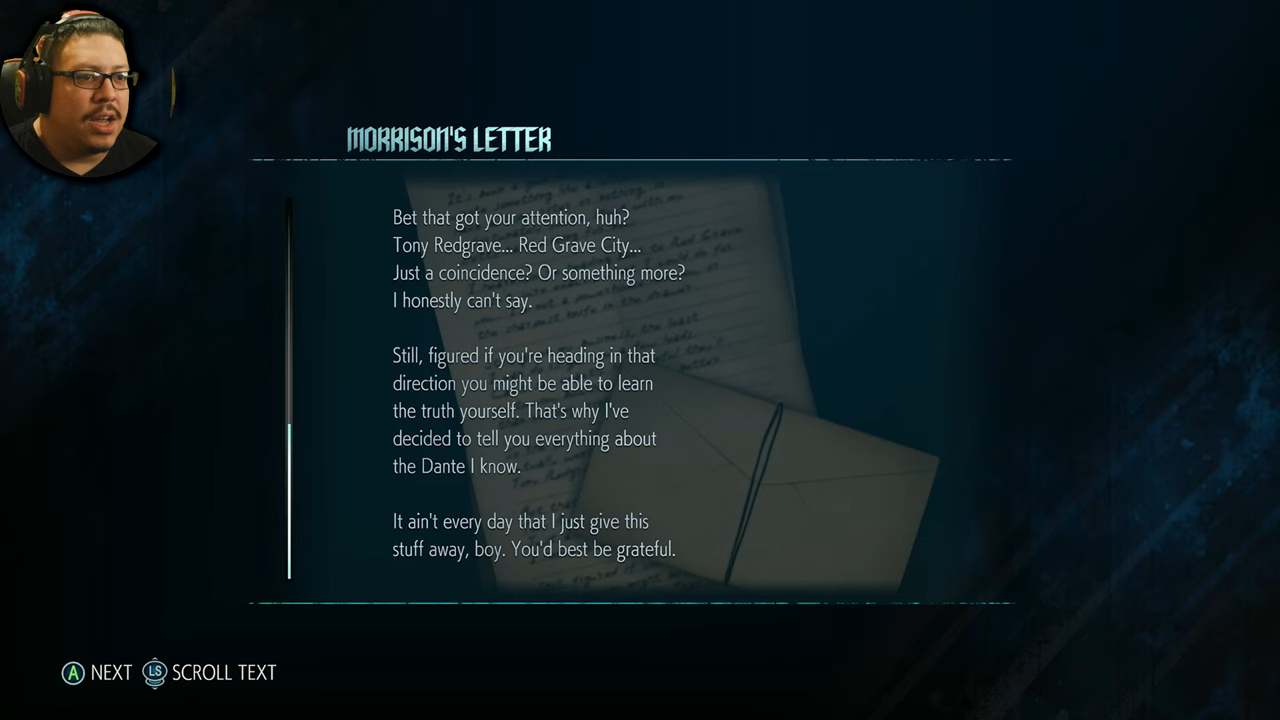 MORRISON'S LETTER
Bet that got your attention, huh?
Tony Redgrave... Red Grave City...
Just a coincidence? Or something more?
I honestly can't say.
Still, figured if you're heading in that
direction you might be able to learn
the truth yourself. That's why I've
decided to tell you everything about
the Dante I know.
It ain't every day that I just give this
stuff away, boy. You'd best be grateful.
A NEXT LS SCROLL TEXT